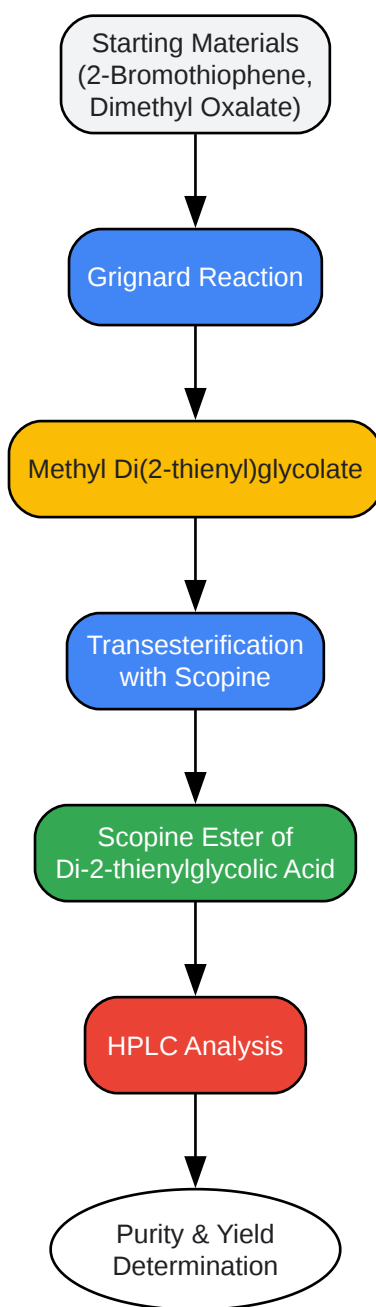 Starting Materials
(2-Bromothiophene,
Dimethyl Oxalate)
Grignard Reaction
Methyl Di(2-thienyl)glycolate
Transesterification
with Scopine
Scopine Ester of
Di-2-thienylglycolic Acid
HPLC Analysis
Purity & Yield
Determination